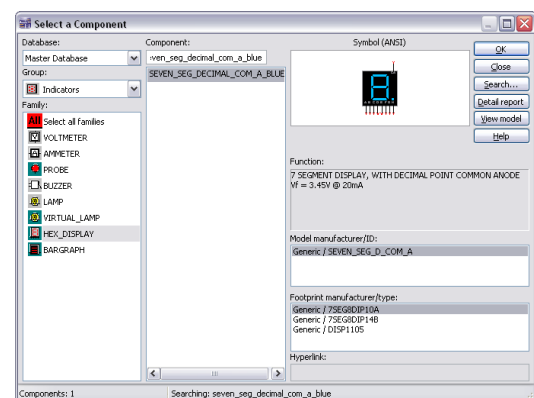 Select a Component
Database:
Master Database
Group:
Indicators
Family:
All Select all families
VOLTMETER
AMMETER
PROBE
BUZZER
LAMP
VIRTUAL_LAMP
HEX_DISPLAY
BARGRAPH
Component:
:ven_seg_decimal_com_a_blue
SEVEN_SEG_DECIMAL_COM_A_BLUE
Symbol (ANSI)
OK
Close
Search...
Detail report
View model
Help
Function:
7 SEGMENT DISPLAY, WITH DECIMAL POINT COMMON ANODE
Vf = 3.45V @ 20mA
Model manufacturer/ID:
Generic / SEVEN_SEG_D_COM_A
Footprint manufacturer/type:
Generic / 7SEG8DIP10A
Generic / 7SEG8DIP14B
Generic / DISP1105
Hyperlink:
Components: 1
Searching: seven_seg_decimal_com_a_blue